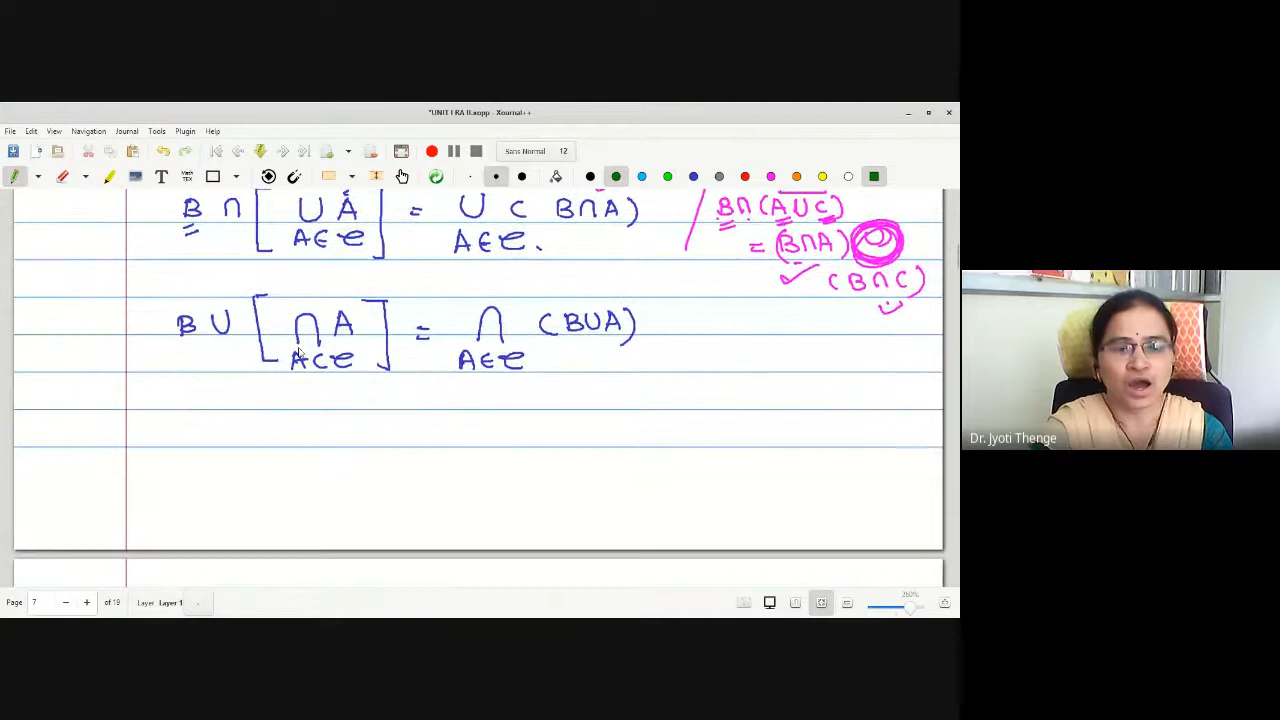 *UNIT I RA II.xopp - Xournal++
File Edit View Navigation Journal Tools Plugin Help
Sans Normal 12
B ∩ [ ∪ A ] = ∪ ( B∩A)
A∈𝒞 A∈𝒞.
B∩(A∪C)
= (B∩A)
(B∩C)
B ∪ [ ∩ A ] = ∩ (B∪A)
A∈𝒞 A∈𝒞
Dr. Jyoti Thenge
Page 7 of 19 Layer Layer 1 260%